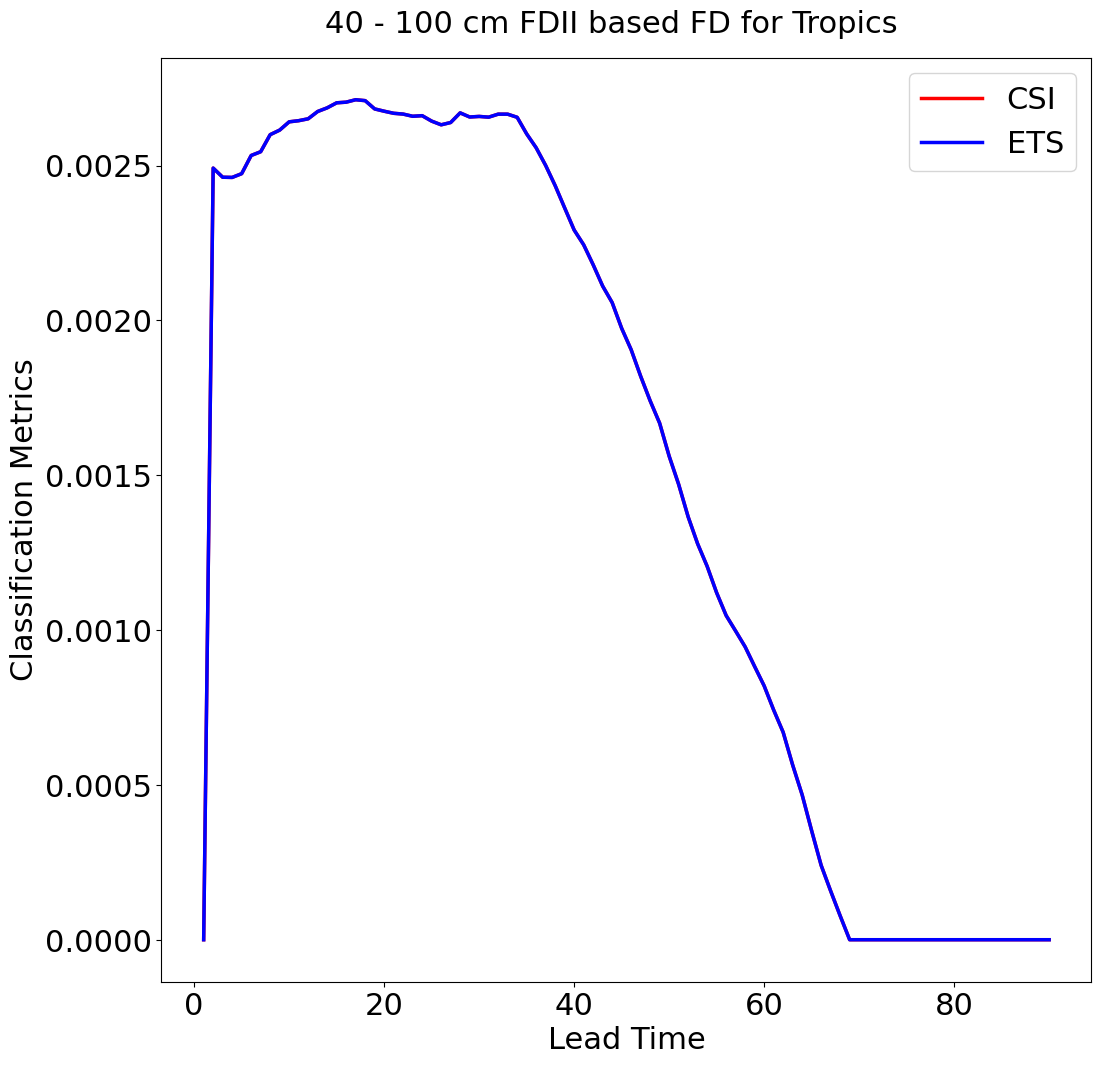 40 - 100 cm FDII based FD for Tropics
CSI
ETS
Classification Metrics
0.0025
0.0020
0.0015
0.0010
0.0005
0.0000
0 20 40 60 80
Lead Time